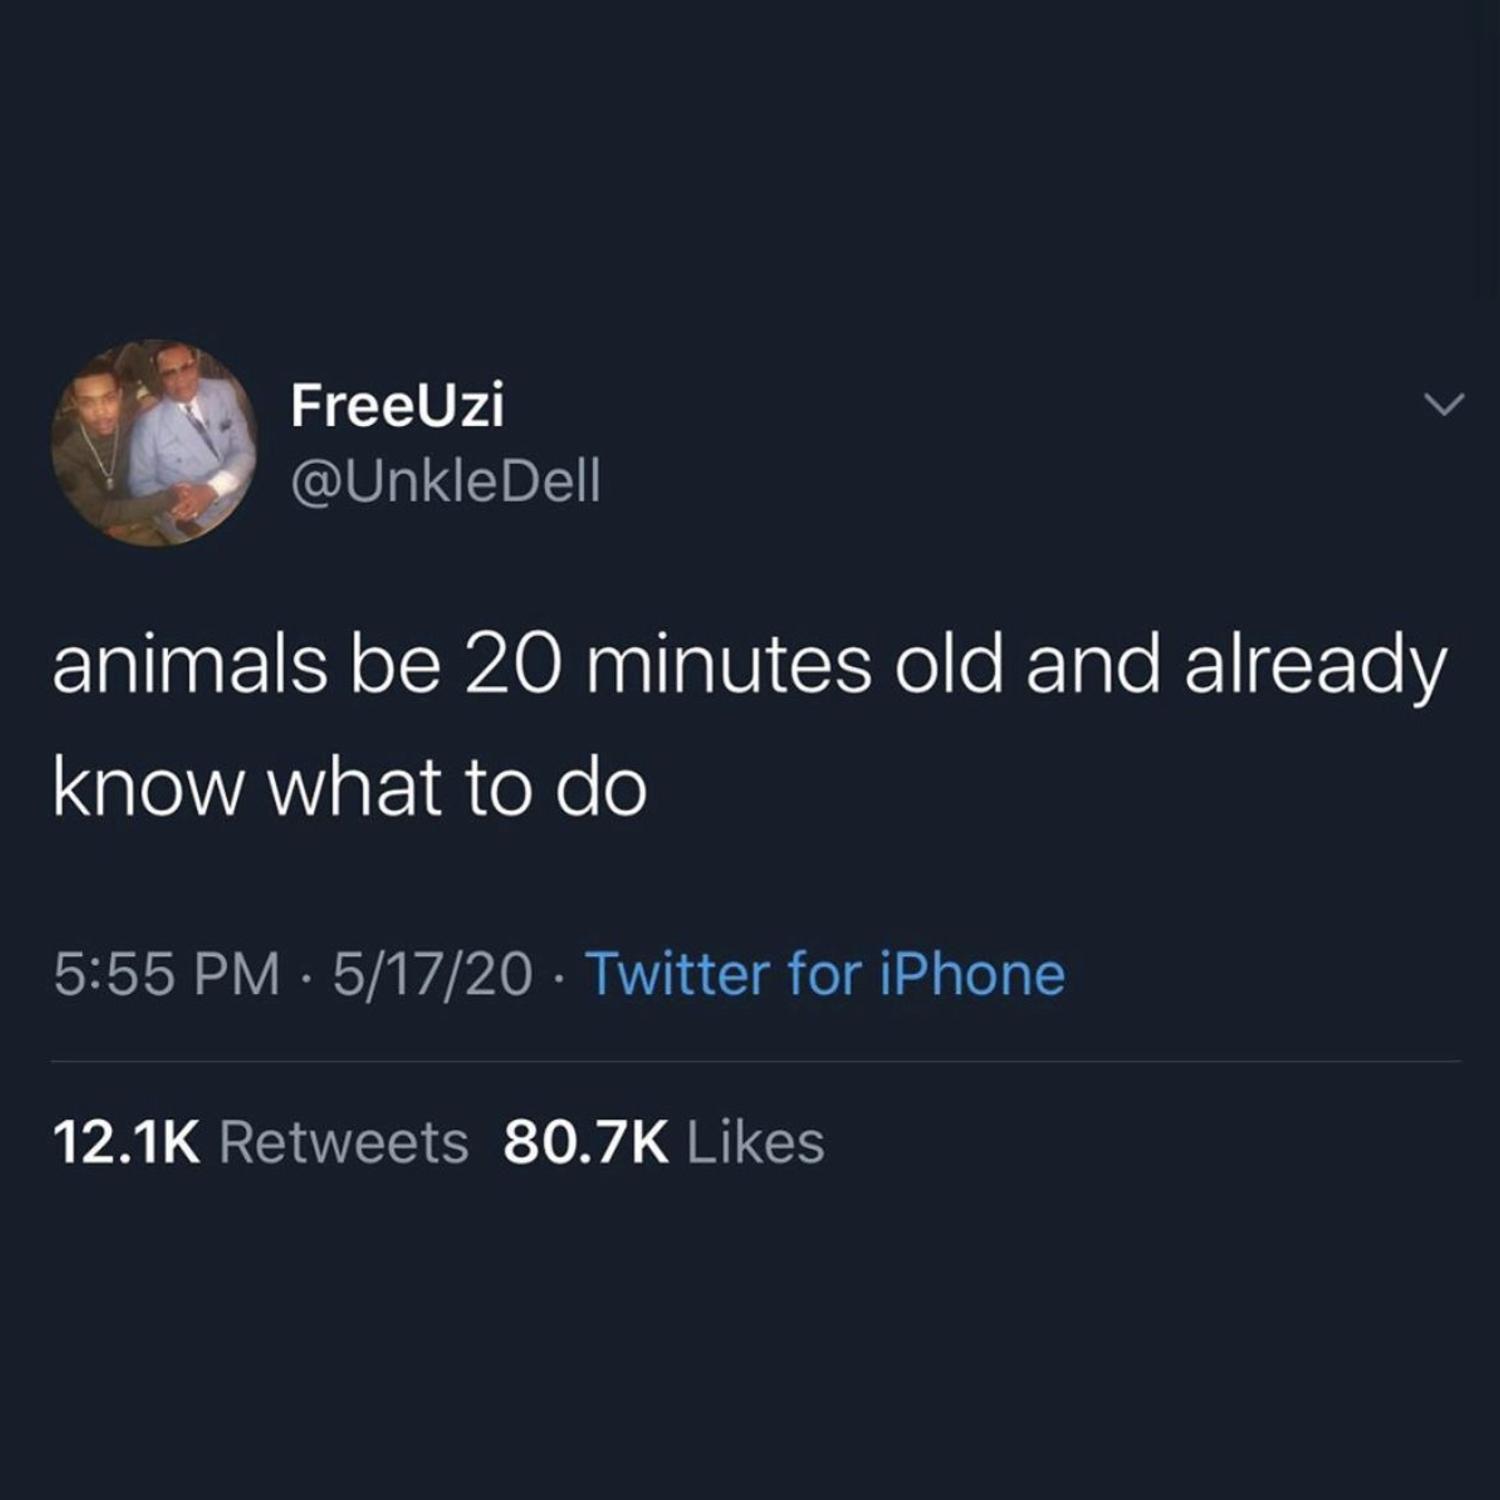 FreeUzi
@UnkleDell
animals be 20 minutes old and already
know what to do
5:55 PM · 5/17/20 · Twitter for iPhone
12.1K Retweets 80.7K Likes